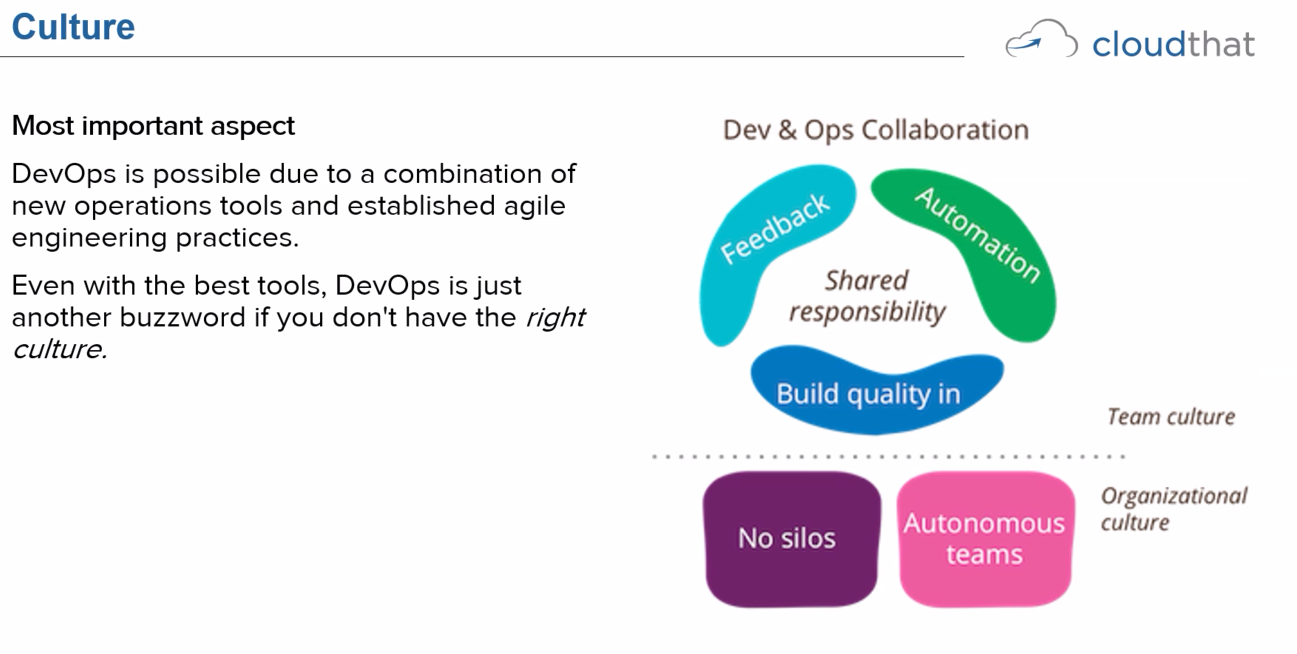 Culture
cloudthat
Most important aspect
DevOps is possible due to a combination of
new operations tools and established agile
engineering practices.
Even with the best tools, DevOps is just
another buzzword if you don't have the right
culture.
Dev & Ops Collaboration
Feedback
Automation
Shared
responsibility
Build quality in
Team culture
No silos
Autonomous
teams
Organizational
culture